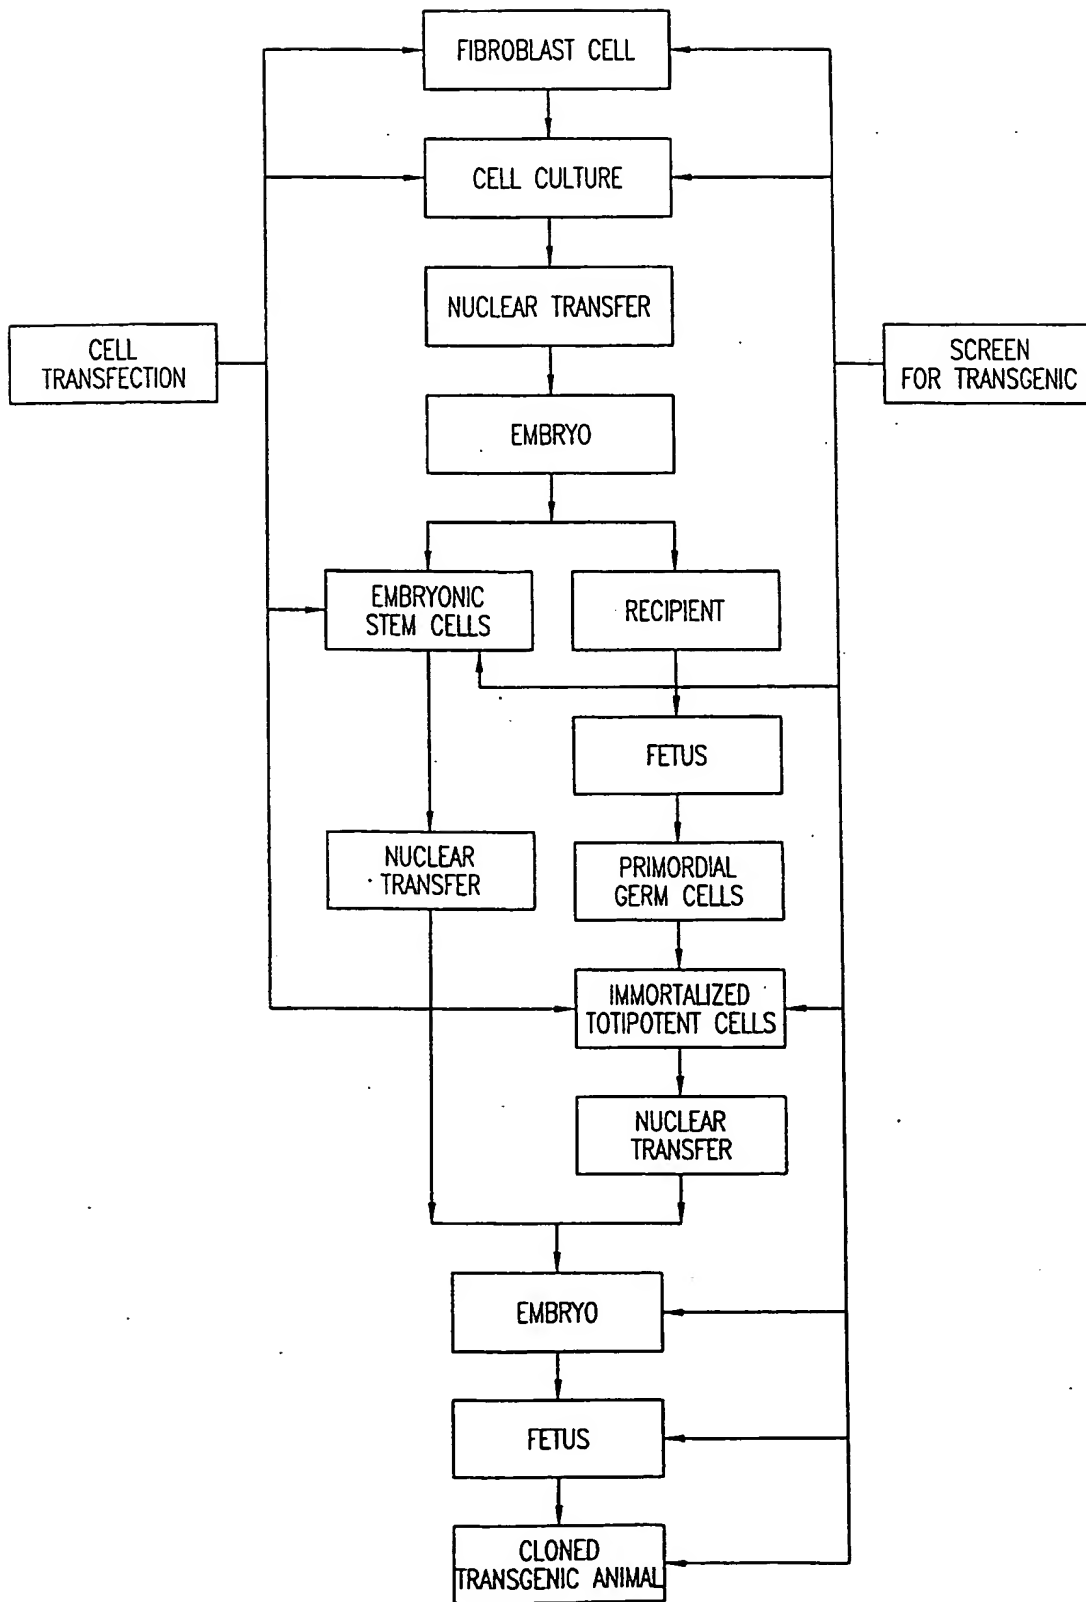 FIBROBLAST CELL
CELL CULTURE
NUCLEAR TRANSFER
CELL
TRANSFECTION
SCREEN
FOR TRANSGENIC
EMBRYO
EMBRYONIC
STEM CELLS
RECIPIENT
FETUS
NUCLEAR
TRANSFER
PRIMORDIAL
GERM CELLS
IMMORTALIZED
TOTIPOTENT CELLS
NUCLEAR
TRANSFER
EMBRYO
FETUS
CLONED
TRANSGENIC ANIMAL